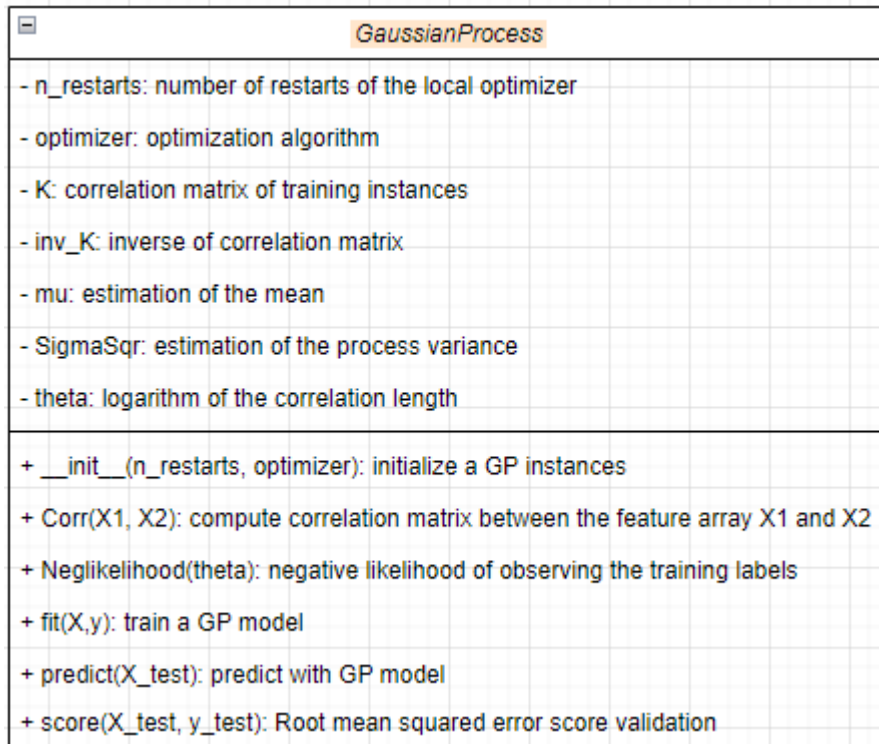 GaussianProcess
- n_restarts: number of restarts of the local optimizer
- optimizer: optimization algorithm
- K: correlation matrix of training instances
- inv_K: inverse of correlation matrix
- mu: estimation of the mean
- SigmaSqr: estimation of the process variance
- theta: logarithm of the correlation length
+ __init__(n_restarts, optimizer): initialize a GP instances
+ Corr(X1, X2): compute correlation matrix between the feature array X1 and X2
+ Neglikelihood(theta): negative likelihood of observing the training labels
+ fit(X,y): train a GP model
+ predict(X_test): predict with GP model
+ score(X_test, y_test): Root mean squared error score validation